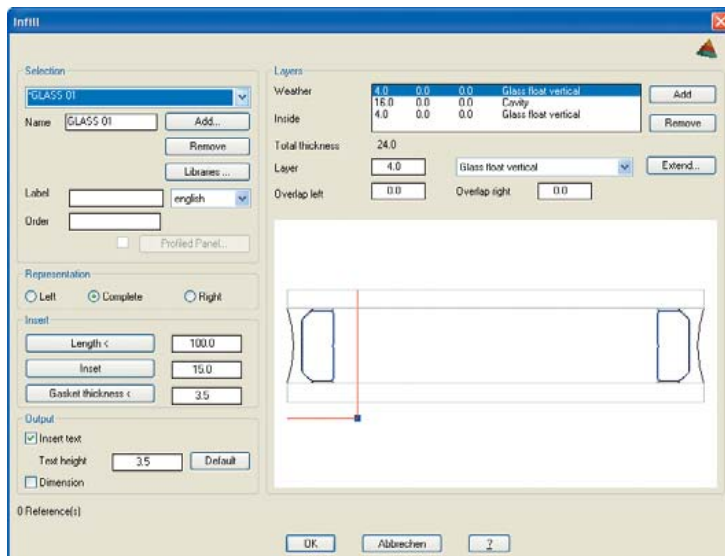 Infill
Selection
*GLASS 01
Name GLASS 01 Add...
Remove
Libraries ...
Label english
Order
Profiled Panel...
Representation
Left Complete Right
Insert
Length < 100.0
Inset 15.0
Gasket thickness < 3.5
Output
Insert text
Text height 3.5 Default
Dimension
0 Reference(s)
Layers
Weather 4.0 0.0 0.0 Glass float vertical Add
16.0 0.0 0.0 Cavity
Inside 4.0 0.0 0.0 Glass float vertical Remove
Total thickness 24.0
Layer 4.0 Glass float vertical Extend...
Overlap left 0.0 Overlap right 0.0
OK Abbrechen ?